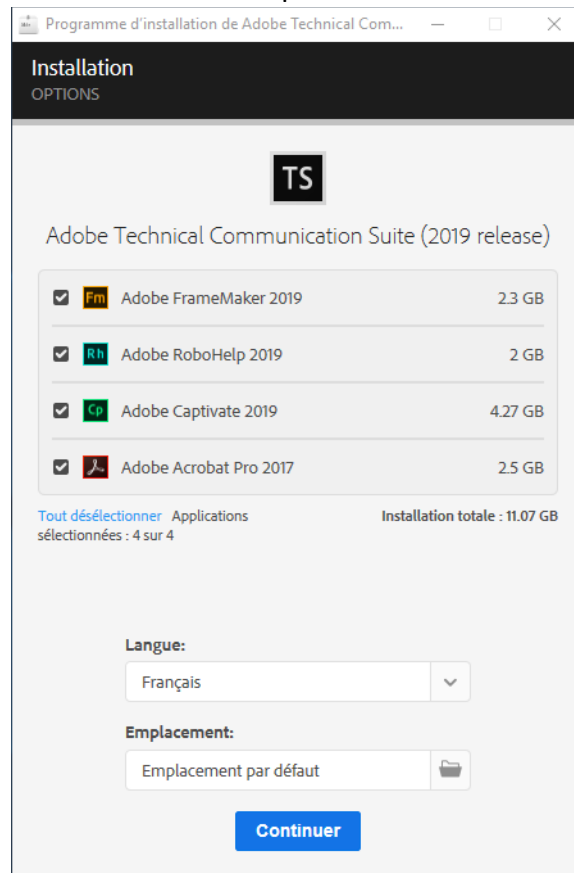 Programme d'installation de Adobe Technical Com...
Installation
OPTIONS
TS
Adobe Technical Communication Suite (2019 release)
Fm Adobe FrameMaker 2019 2.3 GB
Rh Adobe RoboHelp 2019 2 GB
Cp Adobe Captivate 2019 4.27 GB
Adobe Acrobat Pro 2017 2.5 GB
Tout désélectionner Applications Installation totale : 11.07 GB
sélectionnées : 4 sur 4
Langue:
Français
Emplacement:
Emplacement par défaut
Continuer